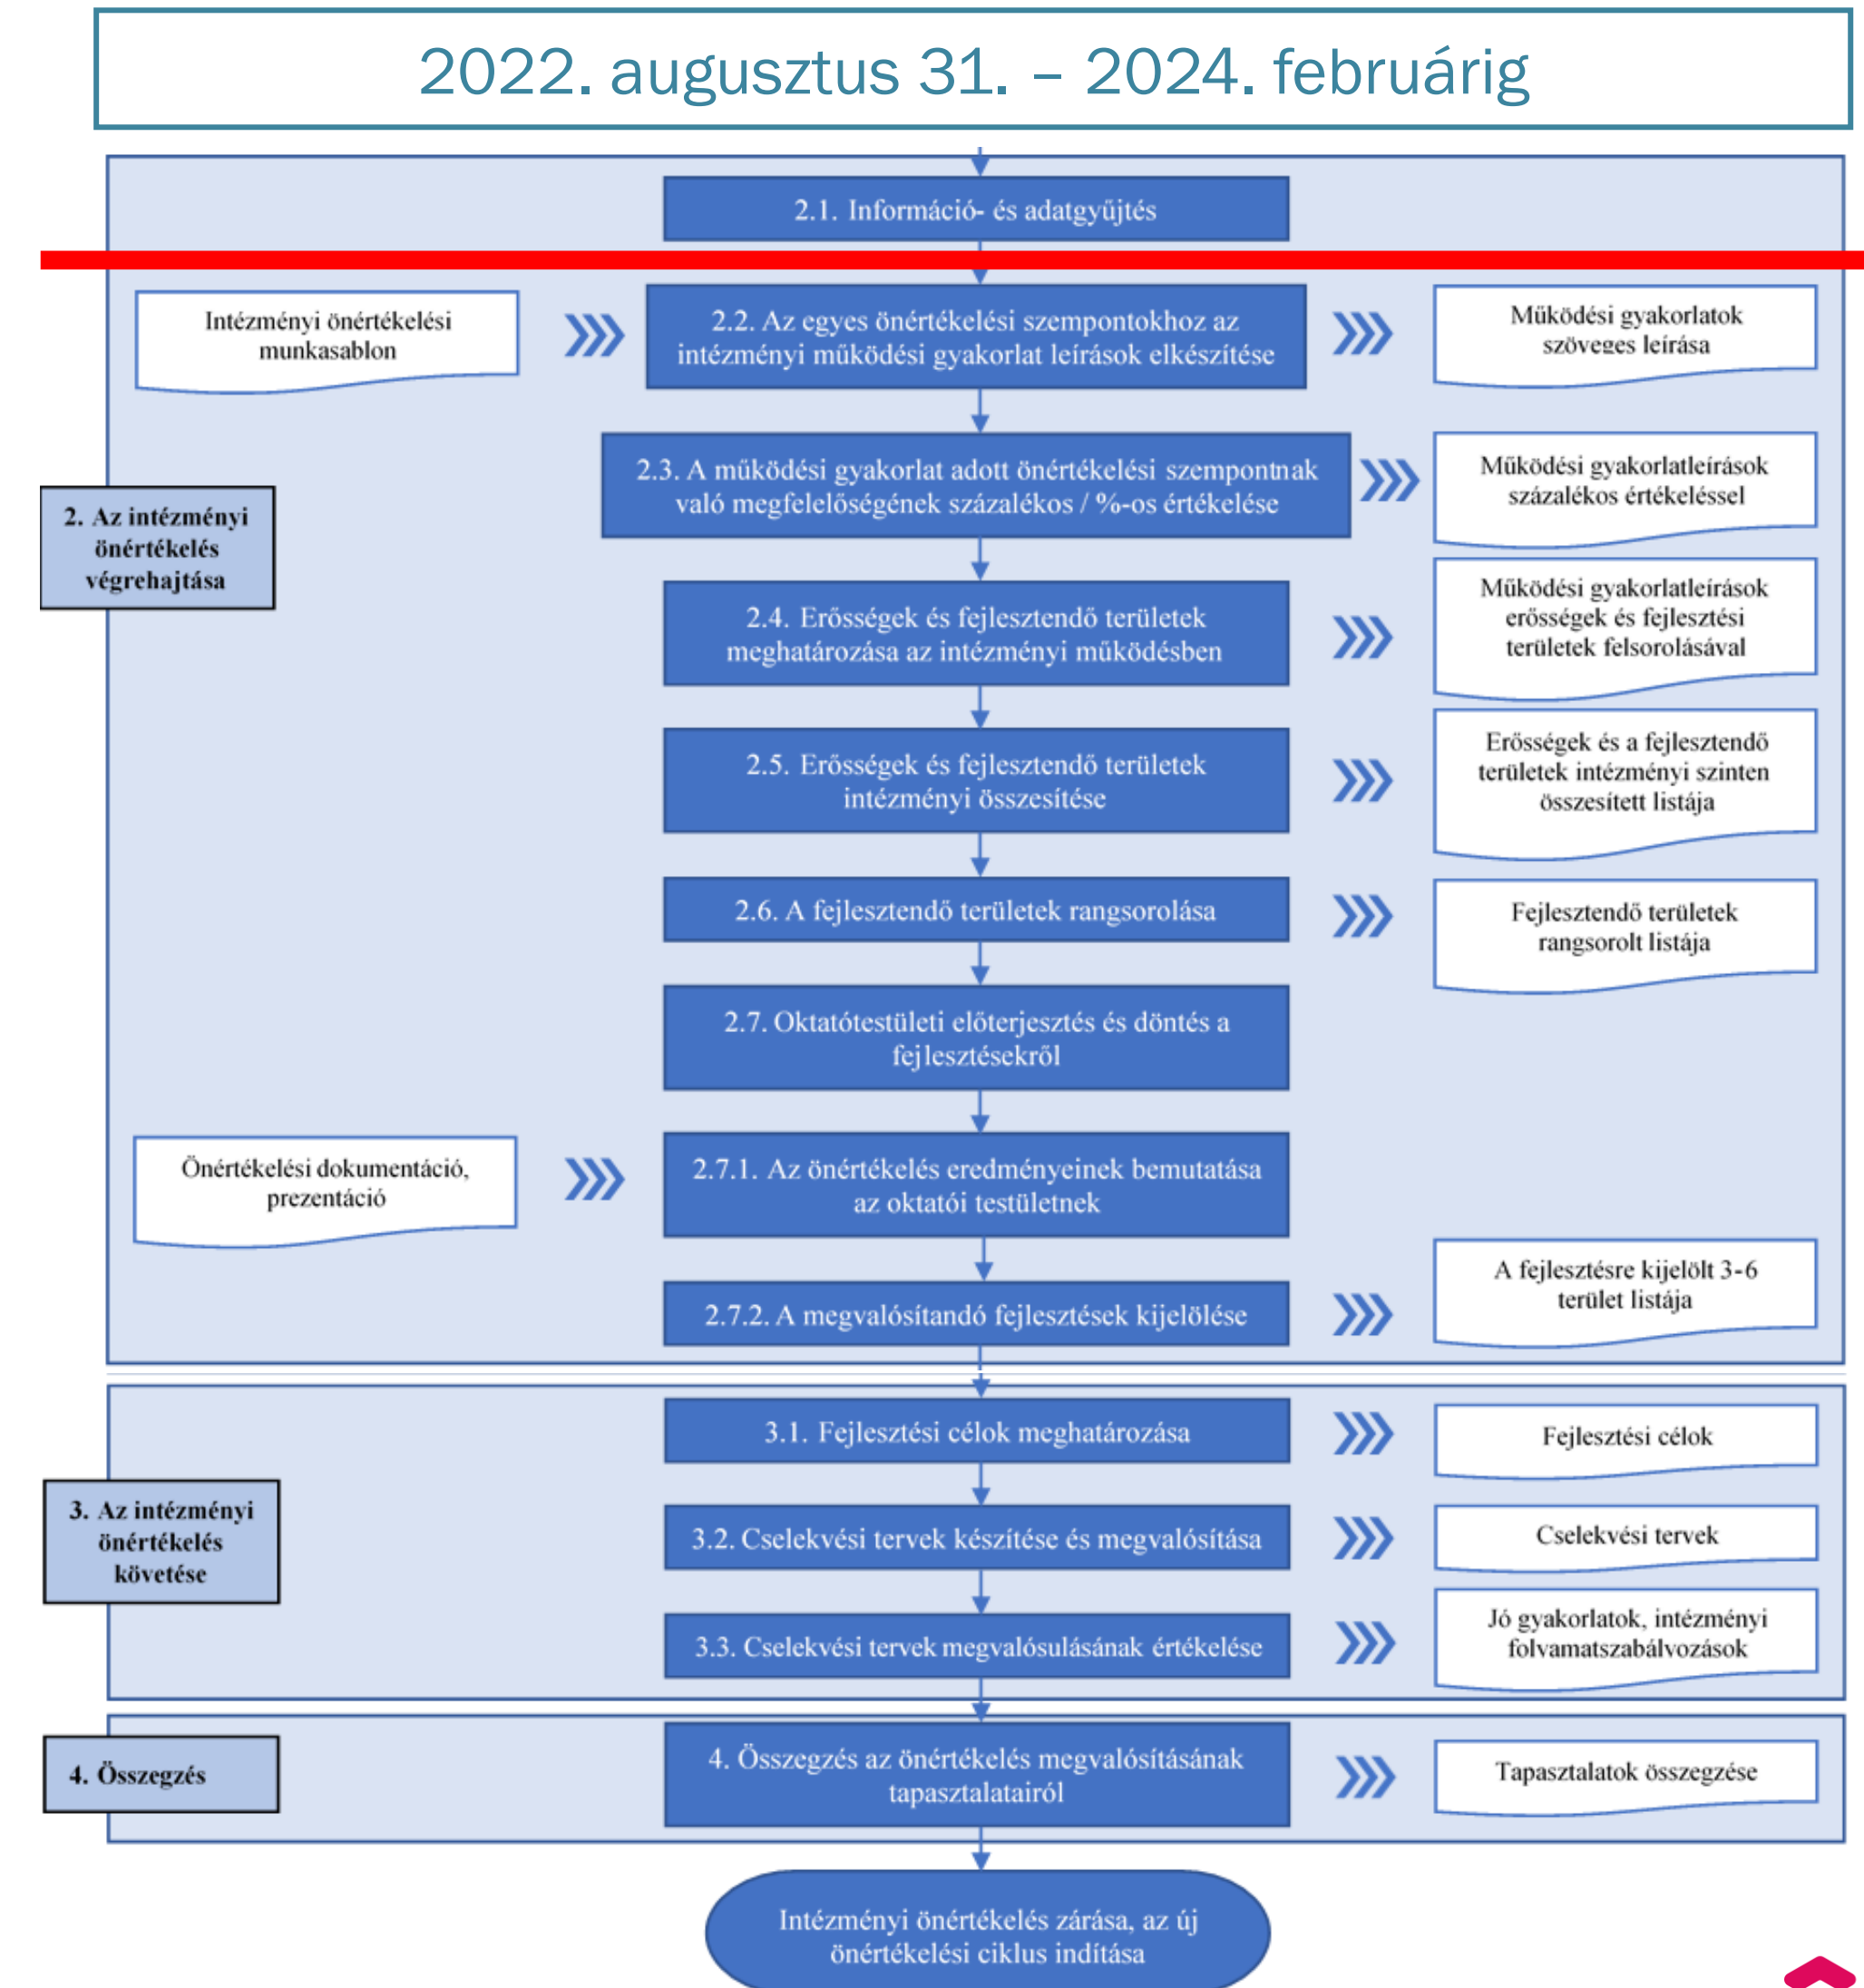 2022. augusztus 31. – 2024. februárig
2.1. Információ- és adatgyűjtés
Intézményi önértékelési
munkasablon
2.2. Az egyes önértékelési szempontokhoz az
intézményi működési gyakorlat leírások elkészítése
Működési gyakorlatok
szöveges leírása
2.3. A működési gyakorlat adott önértékelési szempontnak
való megfelelőségének százalékos / %-os értékelése
Működési gyakorlatleírások
százalékos értékeléssel
2. Az intézményi
önértékelés
végrehajtása
2.4. Erősségek és fejlesztendő területek
meghatározása az intézményi működésben
Működési gyakorlatleírások
erősségek és fejlesztési
területek felsorolásával
2.5. Erősségek és fejlesztendő területek
intézményi összesítése
Erősségek és a fejlesztendő
területek intézményi szinten
összesített listája
2.6. A fejlesztendő területek rangsorolása
Fejlesztendő területek
rangsorolt listája
2.7. Oktatótestületi előterjesztés és döntés a
fejlesztésekről
Önértékelési dokumentáció,
prezentáció
2.7.1. Az önértékelés eredményeinek bemutatása
az oktatói testületnek
2.7.2. A megvalósítandó fejlesztések kijelölése
A fejlesztésre kijelölt 3-6
terület listája
3.1. Fejlesztési célok meghatározása
Fejlesztési célok
3. Az intézményi
önértékelés
követése
3.2. Cselekvési tervek készítése és megvalósítása
Cselekvési tervek
3.3. Cselekvési tervek megvalósulásának értékelése
Jó gyakorlatok, intézményi
folyamatszabályozások
4. Összegzés
4. Összegzés az önértékelés megvalósításának
tapasztalatairól
Tapasztalatok összegzése
Intézményi önértékelés zárása, az új
önértékelési ciklus indítása